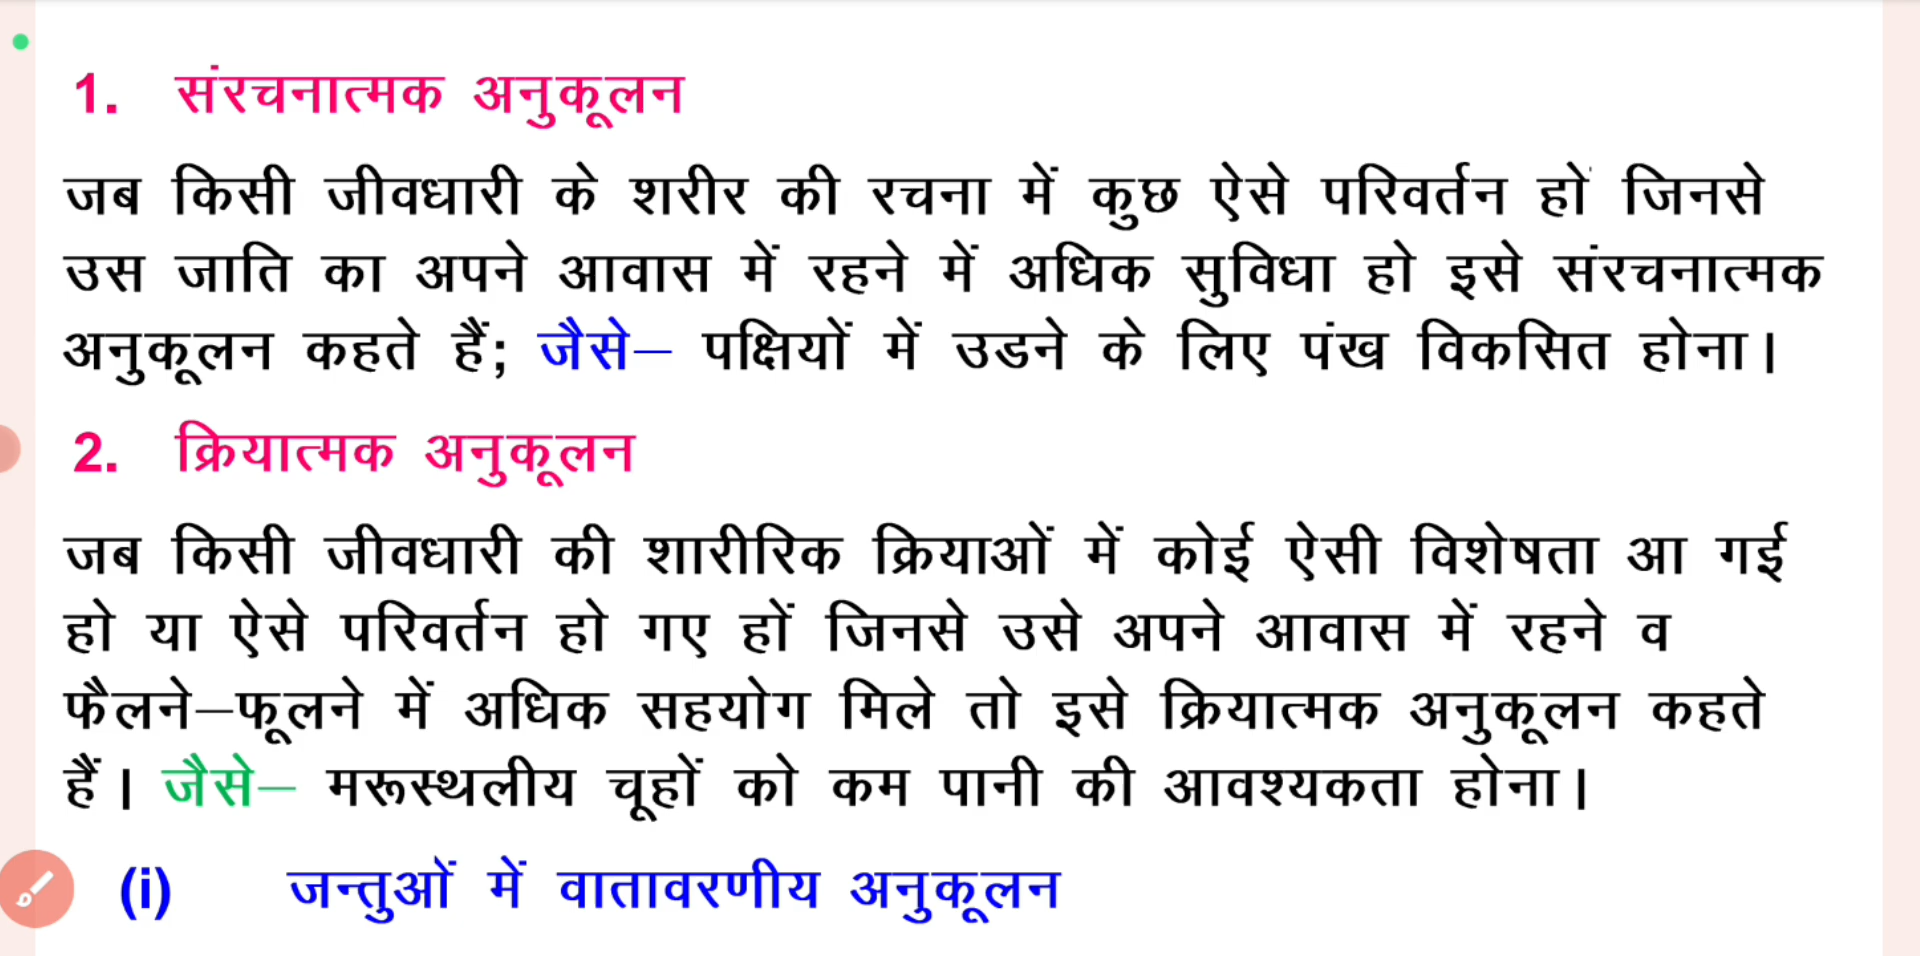 1. संरचनात्मक अनुकूलन
जब किसी जीवधारी के शरीर की रचना में कुछ ऐसे परिवर्तन हों जिनसे
उस जाति का अपने आवास में रहने में अधिक सुविधा हो इसे संरचनात्मक
अनुकूलन कहते हैं; जैसे– पक्षियों में उडने के लिए पंख विकसित होना।
2. क्रियात्मक अनुकूलन
जब किसी जीवधारी की शारीरिक क्रियाओं में कोई ऐसी विशेषता आ गई
हो या ऐसे परिवर्तन हो गए हों जिनसे उसे अपने आवास में रहने व
फैलने–फूलने में अधिक सहयोग मिले तो इसे क्रियात्मक अनुकूलन कहते
हैं। जैसे– मरूस्थलीय चूहों को कम पानी की आवश्यकता होना।
(i) जन्तुओं में वातावरणीय अनुकूलन